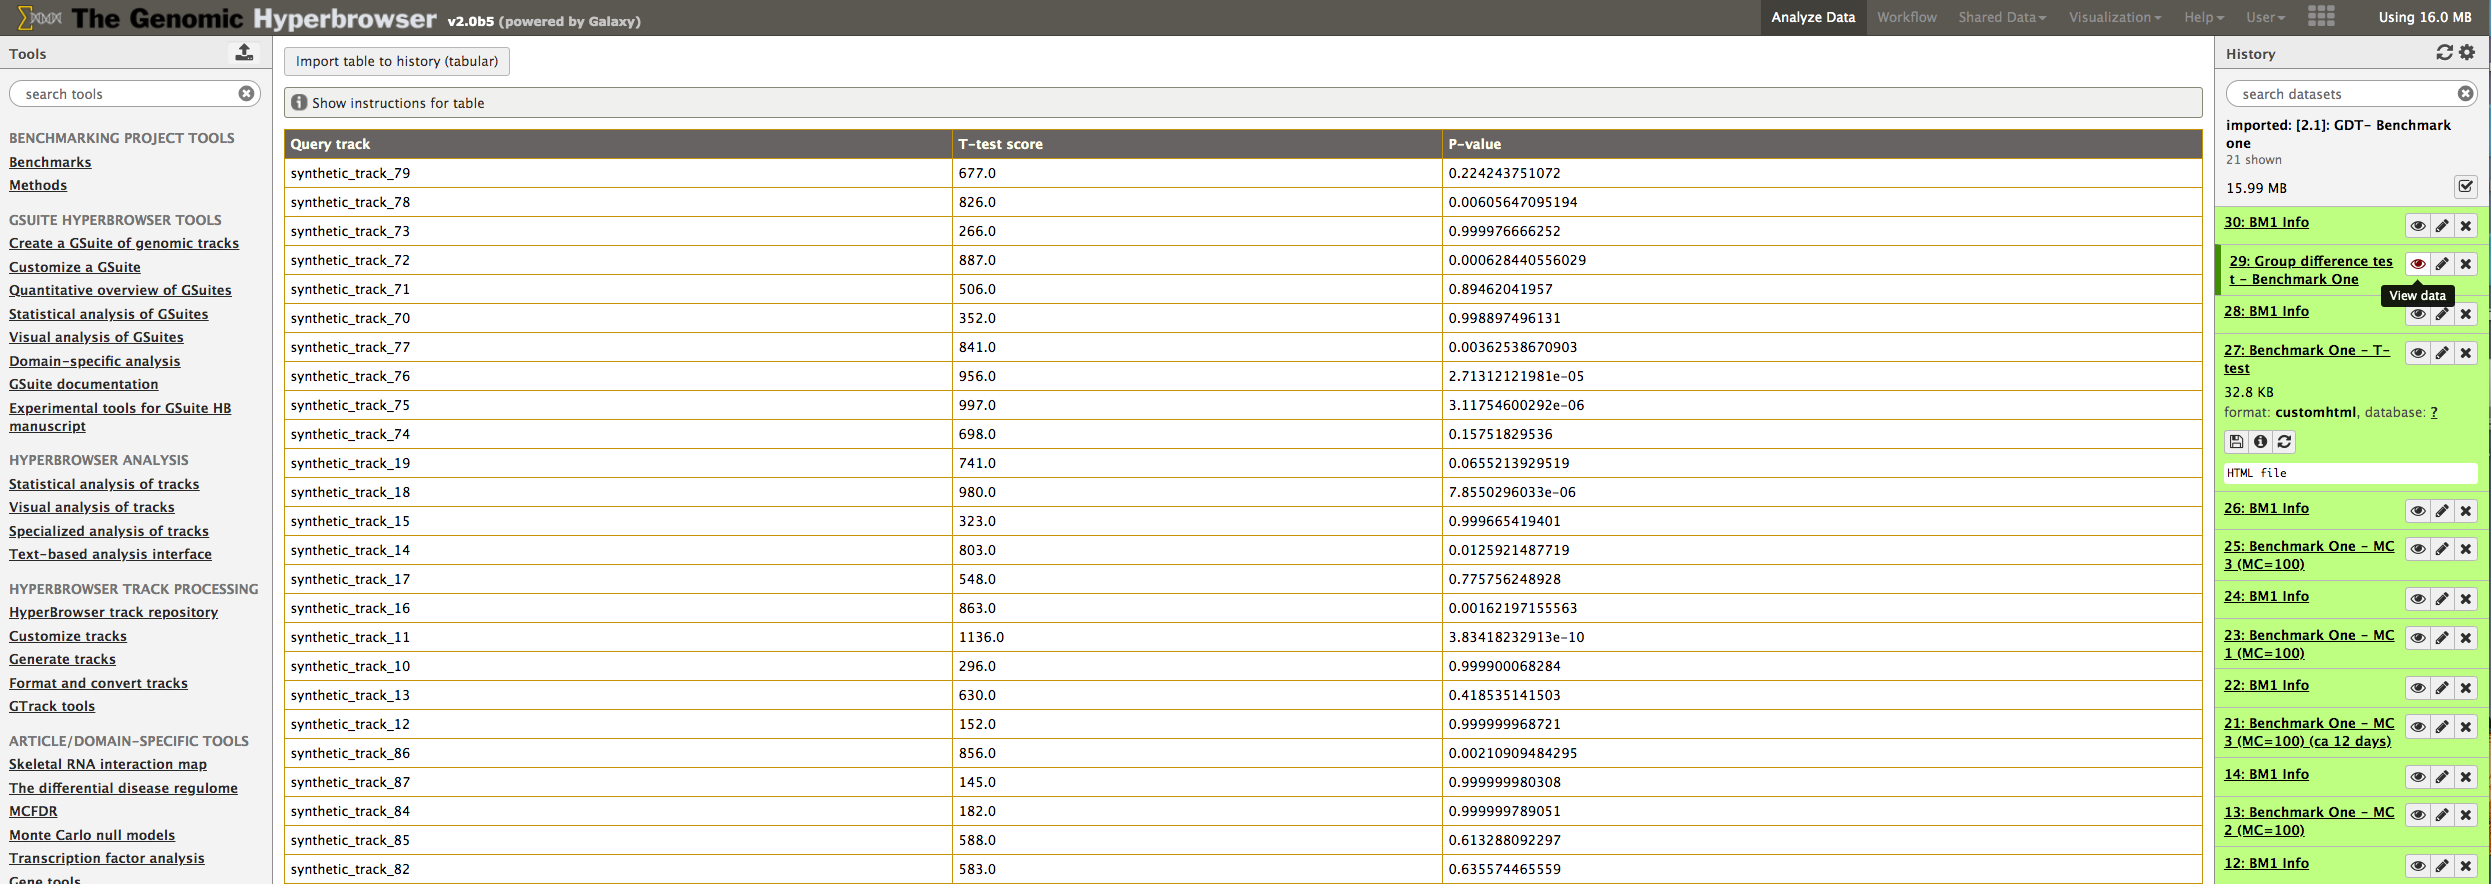 The Genomic Hyperbrowser v2.0b5 (powered by Galaxy)
Analyze Data Workflow Shared Data Visualization Help User Using 16.0 MB
Tools
search tools
BENCHMARKING PROJECT TOOLS
Benchmarks
Methods
GSUITE HYPERBROWSER TOOLS
Create a GSuite of genomic tracks
Customize a GSuite
Quantitative overview of GSuites
Statistical analysis of GSuites
Visual analysis of GSuites
Domain-specific analysis
GSuite documentation
Experimental tools for GSuite HB
manuscript
HYPERBROWSER ANALYSIS
Statistical analysis of tracks
Visual analysis of tracks
Specialized analysis of tracks
Text-based analysis interface
HYPERBROWSER TRACK PROCESSING
HyperBrowser track repository
Customize tracks
Generate tracks
Format and convert tracks
GTrack tools
ARTICLE/DOMAIN-SPECIFIC TOOLS
Skeletal RNA interaction map
The differential disease regulome
MCFDR
Monte Carlo null models
Transcription factor analysis
Gene tools
Import table to history (tabular)
Show instructions for table
Query track T-test score P-value
synthetic_track_79 677.0 0.224243751072
synthetic_track_78 826.0 0.00605647095194
synthetic_track_73 266.0 0.999976666252
synthetic_track_72 887.0 0.000628440556029
synthetic_track_71 506.0 0.89462041957
synthetic_track_70 352.0 0.998897496131
synthetic_track_77 841.0 0.00362538670903
synthetic_track_76 956.0 2.71312121981e-05
synthetic_track_75 997.0 3.11754600292e-06
synthetic_track_74 698.0 0.15751829536
synthetic_track_19 741.0 0.0655213929519
synthetic_track_18 980.0 7.8550296033e-06
synthetic_track_15 323.0 0.999665419401
synthetic_track_14 803.0 0.0125921487719
synthetic_track_17 548.0 0.775756248928
synthetic_track_16 863.0 0.00162197155563
synthetic_track_11 1136.0 3.83418232913e-10
synthetic_track_10 296.0 0.999900068284
synthetic_track_13 630.0 0.418535141503
synthetic_track_12 152.0 0.999999968721
synthetic_track_86 856.0 0.00210909484295
synthetic_track_87 145.0 0.999999980308
synthetic_track_84 182.0 0.999999789051
synthetic_track_85 588.0 0.613288092297
synthetic_track_82 583.0 0.635574465559
History
search datasets
imported: [2.1]: GDT- Benchmark
one
21 shown
15.99 MB
30: BM1 Info
29: Group difference tes
t - Benchmark One
View data
28: BM1 Info
27: Benchmark One - T-
test
32.8 KB
format: customhtml, database: ?
HTML file
26: BM1 Info
25: Benchmark One - MC
3 (MC=100)
24: BM1 Info
23: Benchmark One - MC
1 (MC=100)
22: BM1 Info
21: Benchmark One - MC
3 (MC=100) (ca 12 days)
14: BM1 Info
13: Benchmark One - MC
2 (MC=100)
12: BM1 Info